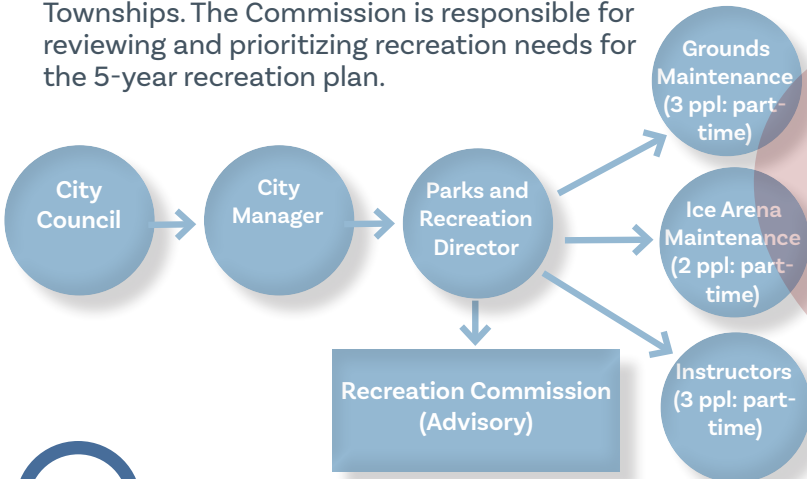 Townships. The Commission is responsible for
reviewing and prioritizing recreation needs for
the 5-year recreation plan.
City
Council
City
Manager
Parks and
Recreation
Director
Grounds
Maintenance
(3 ppl: part-
time)
Ice Arena
Maintenance
(2 ppl: part-
time)
Instructors
(3 ppl: part-
time)
Recreation Commission
(Advisory)